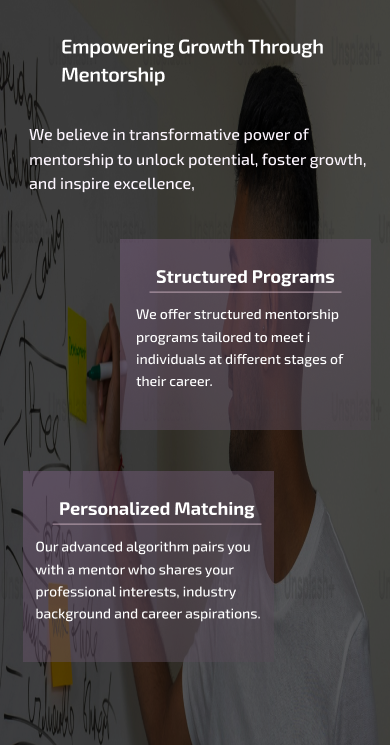 Empowering Growth Through
Mentorship
We believe in transformative power of
mentorship to unlock potential, foster growth,
and inspire excellence,
Structured Programs
We offer structured mentorship
programs tailored to meet i
individuals at different stages of
their career.
Personalized Matching
Our advanced algorithm pairs you
with a mentor who shares your
professional interests, industry
background and career aspirations.